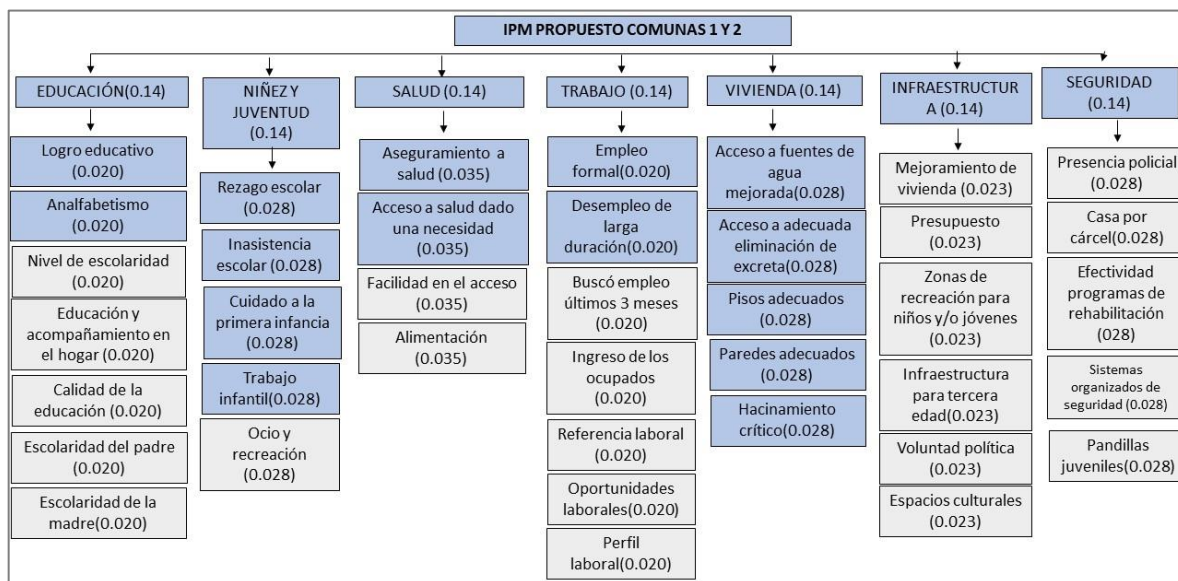 IPM PROPUESTO COMUNAS 1 Y 2
EDUCACIÓN(0.14)
Logro educativo
(0.020)
Analfabetismo
(0.020)
Nivel de escolaridad
(0.020)
Educación y
acompañamiento en
el hogar (0.020)
Calidad de la
educación (0.020)
Escolaridad del padre
(0.020)
Escolaridad de la
madre(0.020)
NIÑEZ Y
JUVENTUD
(0.14)
Rezago escolar
(0.028)
Inasistencia
escolar (0.028)
Cuidado a la
primera infancia
(0.028)
Trabajo
infantil(0.028)
Ocio y
recreación
(0.028)
SALUD (0.14)
Aseguramiento a
salud (0.035)
Acceso a salud dado
una necesidad
(0.035)
Facilidad en el acceso
(0.035)
Alimentación
(0.035)
TRABAJO (0.14)
Empleo
formal(0.020)
Desempleo de
larga
duración(0.020)
Buscó empleo
últimos 3 meses
(0.020)
Ingreso de los
ocupados
(0.020)
Referencia laboral
(0.020)
Oportunidades
laborales(0.020)
Perfil
laboral(0.020)
VIVIENDA (0.14)
Acceso a fuentes de
agua
mejorada(0.028)
Acceso a adecuada
eliminación de
excreta(0.028)
Pisos adecuados
(0.028)
Paredes adecuados
(0.028)
Hacinamiento
crítico(0.028)
INFRAESTRUCTUR
A (0.14)
Mejoramiento de
vivienda (0.023)
Presupuesto
(0.023)
Zonas de
recreación para
niños y/o jóvenes
(0.023)
Infraestructura
para tercera
edad(0.023)
Voluntad política
(0.023)
Espacios culturales
(0.023)
SEGURIDAD
(0.14)
Presencia policial
(0.028)
Casa por
cárcel(0.028)
Efectividad
programas de
rehabilitación
(028)
Sistemas
organizados de
seguridad (0.028)
Pandillas
juveniles(0.028)